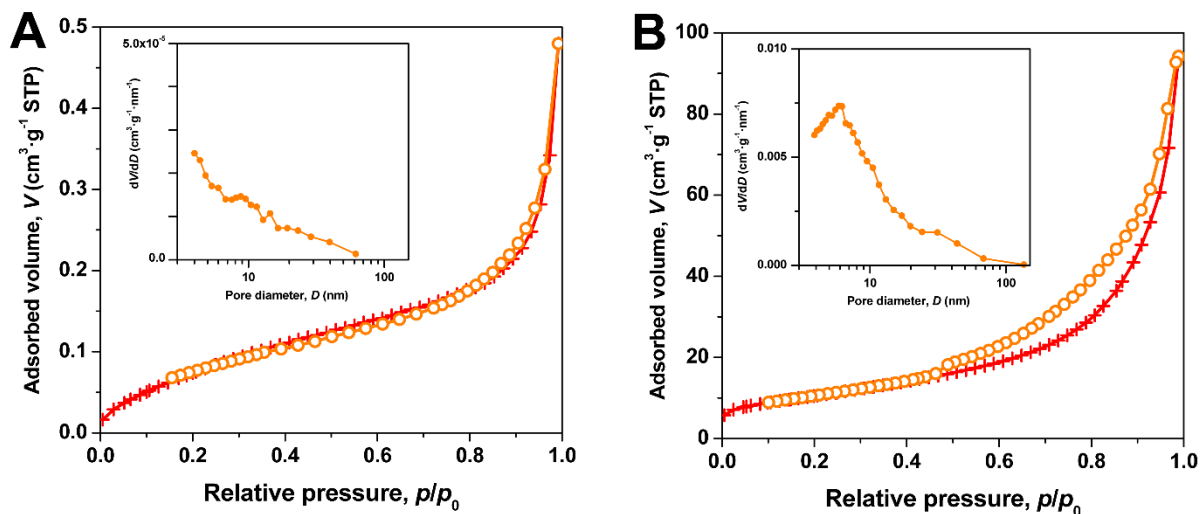 A
Adsorbed volume, V (cm³·g⁻¹ STP)
0.5
0.4
0.3
0.2
0.1
0.0
0.0 0.2 0.4 0.6 0.8 1.0
Relative pressure, p/p₀
dV/dD (cm³·g⁻¹·nm⁻¹)
5.0x10⁻⁵
0.0
10 100
Pore diameter, D (nm)
B
Adsorbed volume, V (cm³·g⁻¹ STP)
100
80
60
40
20
0
0.0 0.2 0.4 0.6 0.8 1.0
Relative pressure, p/p₀
dV/dD (cm³·g⁻¹·nm⁻¹)
0.010
0.005
0.000
10 100
Pore diameter, D (nm)